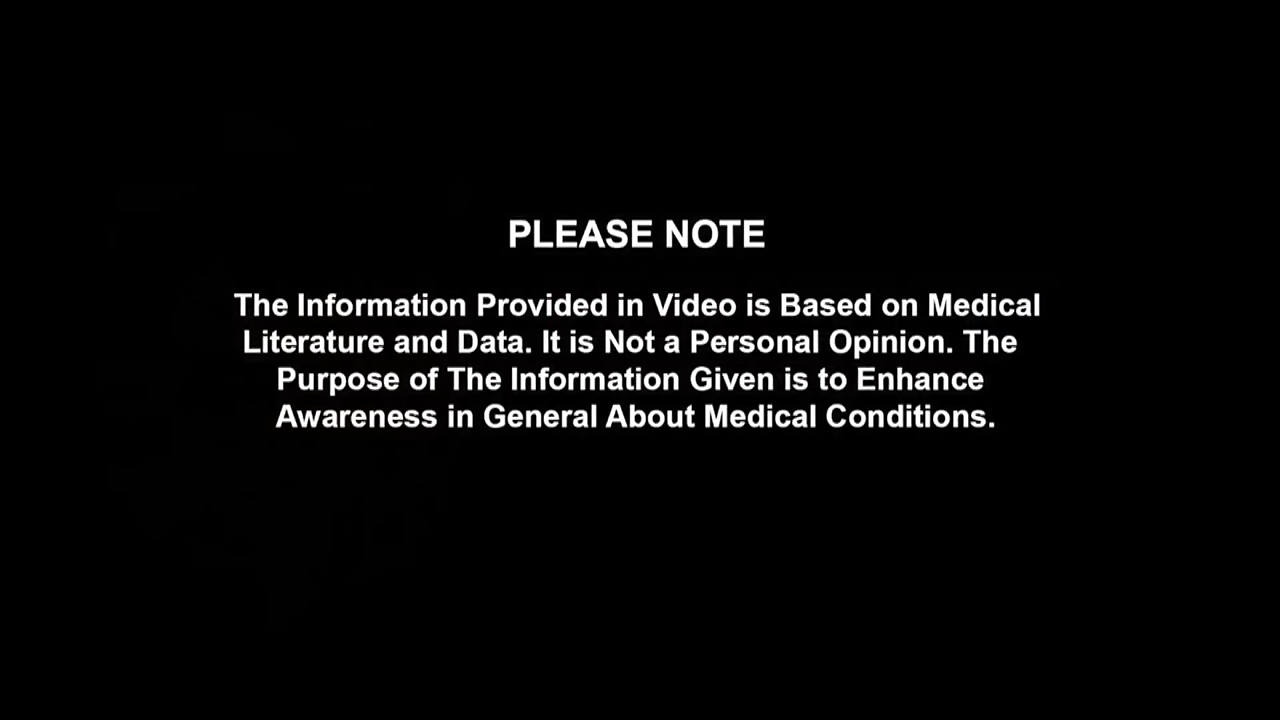 PLEASE NOTE
The Information Provided in Video is Based on Medical
Literature and Data. It is Not a Personal Opinion. The
Purpose of The Information Given is to Enhance
Awareness in General About Medical Conditions.